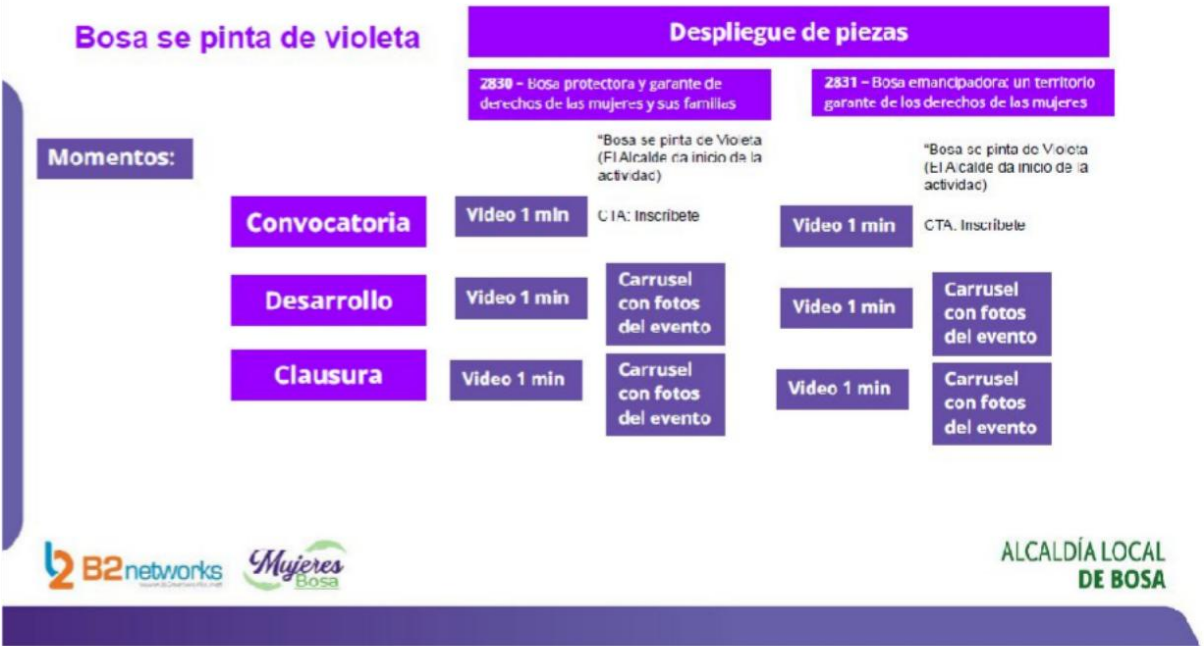 Bosa se pinta de violeta
Despliegue de piezas
2830 – Bosa protectora y garante de
derechos de las mujeres y sus familias
2831 – Bosa emancipadora: un territorio
garante de los derechos de las mujeres
Momentos:
"Bosa se pinta de Violeta
(El Alcalde da inicio de la
actividad)
"Bosa se pinta de Violeta
(El Alcalde da inicio de la
actividad)
Convocatoria
Video 1 min
CTA: Inscríbete
Video 1 min
CTA: Inscríbete
Desarrollo
Video 1 min
Carrusel
con fotos
del evento
Video 1 min
Carrusel
con fotos
del evento
Clausura
Video 1 min
Carrusel
con fotos
del evento
Video 1 min
Carrusel
con fotos
del evento
B2networks
Mujeres
Bosa
ALCALDÍA LOCAL
DE BOSA